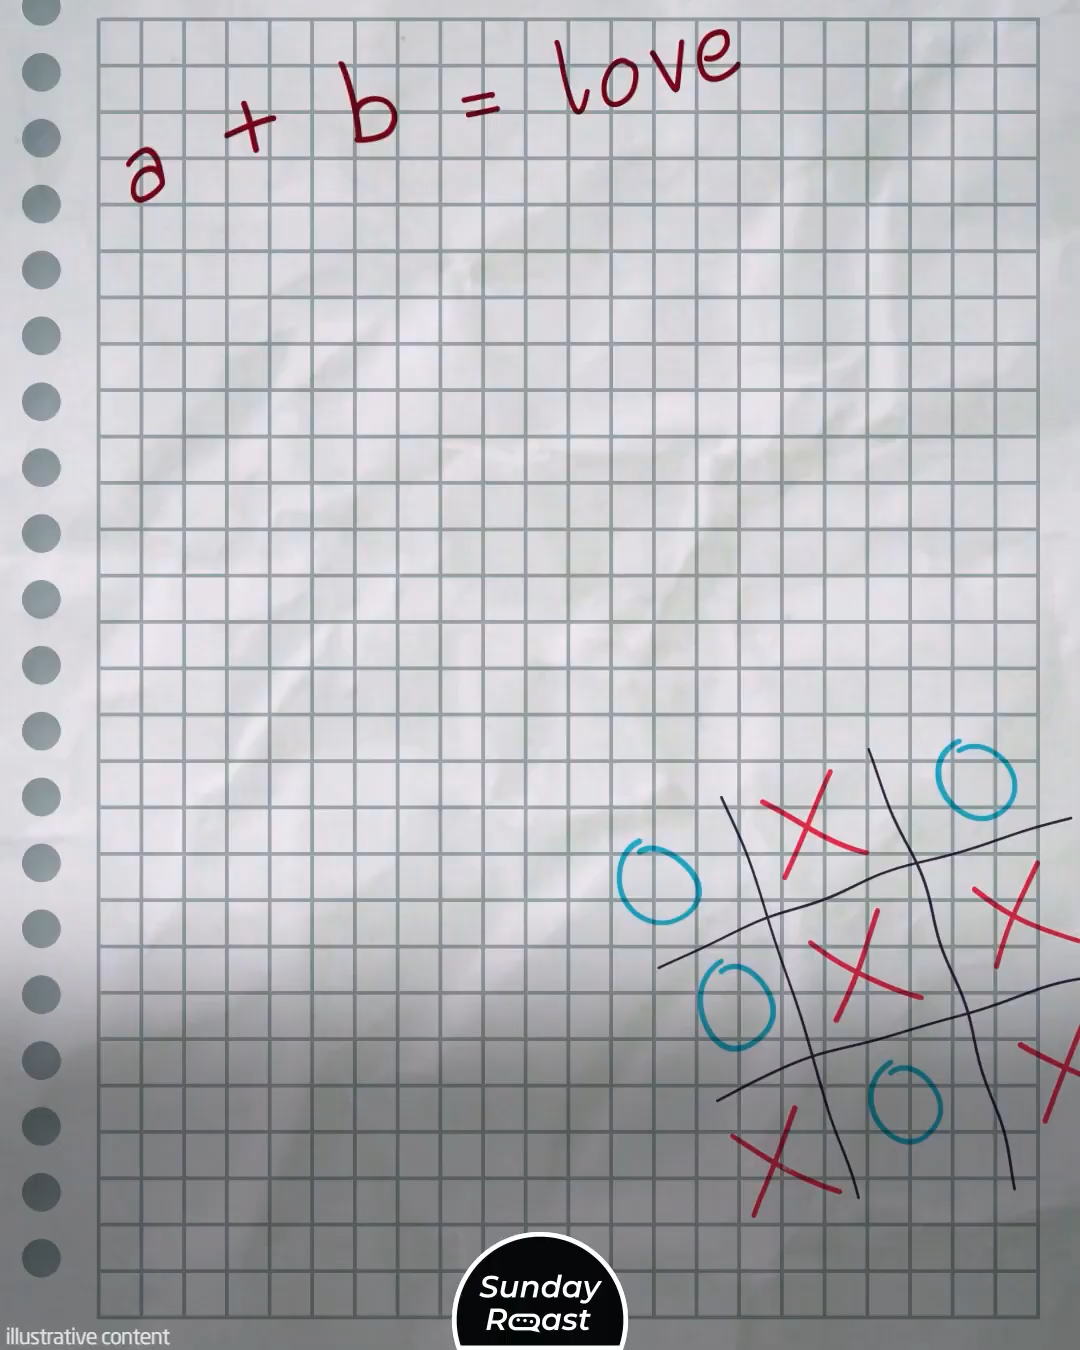 a + b = love
O X O
O X X
X O X
Sunday
Roast
illustrative content